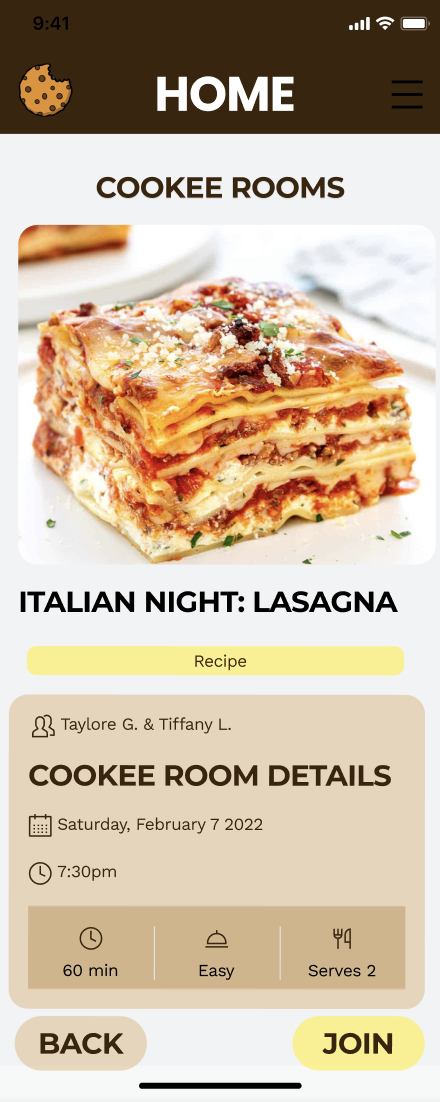 9:41
HOME
COOKEE ROOMS
ITALIAN NIGHT: LASAGNA
Recipe
Taylore G. & Tiffany L.
COOKEE ROOM DETAILS
Saturday, February 7 2022
7:30pm
60 min
Easy
Serves 2
BACK
JOIN